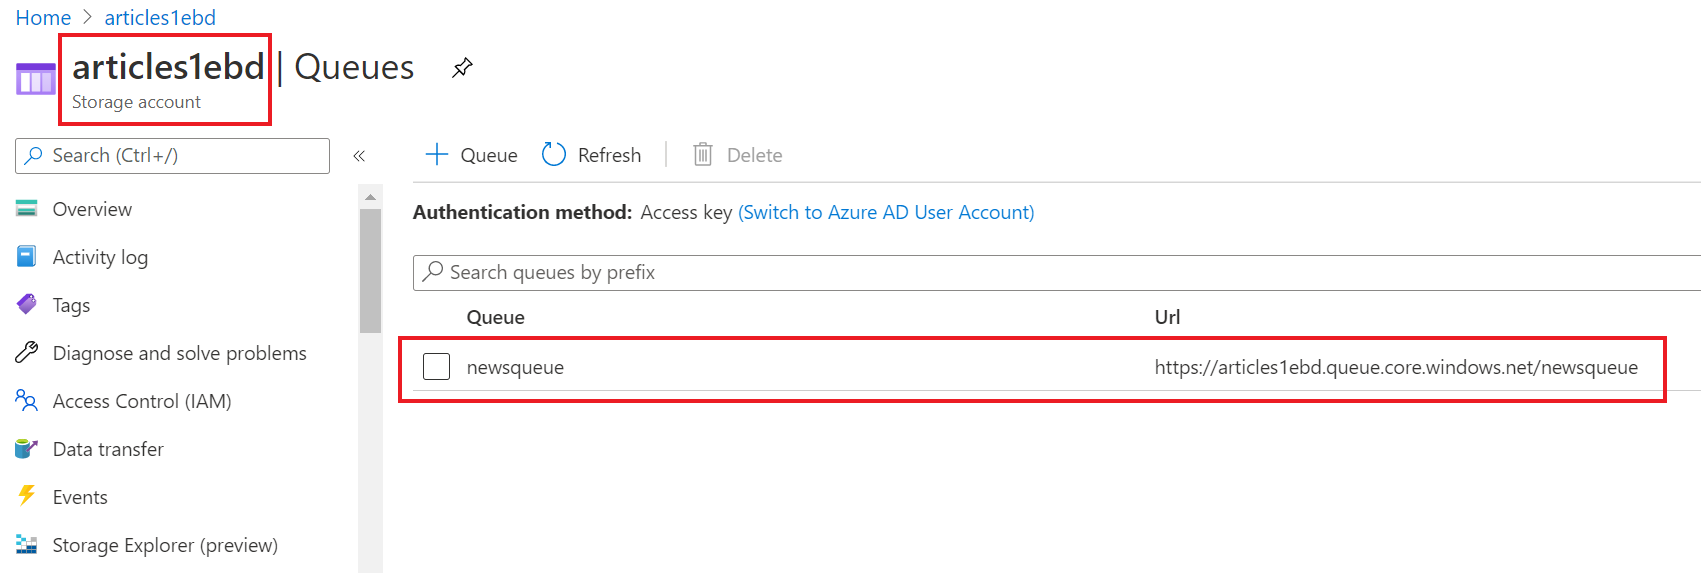 Home > articles1ebd
articles1ebd | Queues
Storage account
Search (Ctrl+/)
«
Overview
Activity log
Tags
Diagnose and solve problems
Access Control (IAM)
Data transfer
Events
Storage Explorer (preview)
Queue Refresh Delete
Authentication method: Access key (Switch to Azure AD User Account)
Search queues by prefix
Queue Url
newsqueue https://articles1ebd.queue.core.windows.net/newsqueue